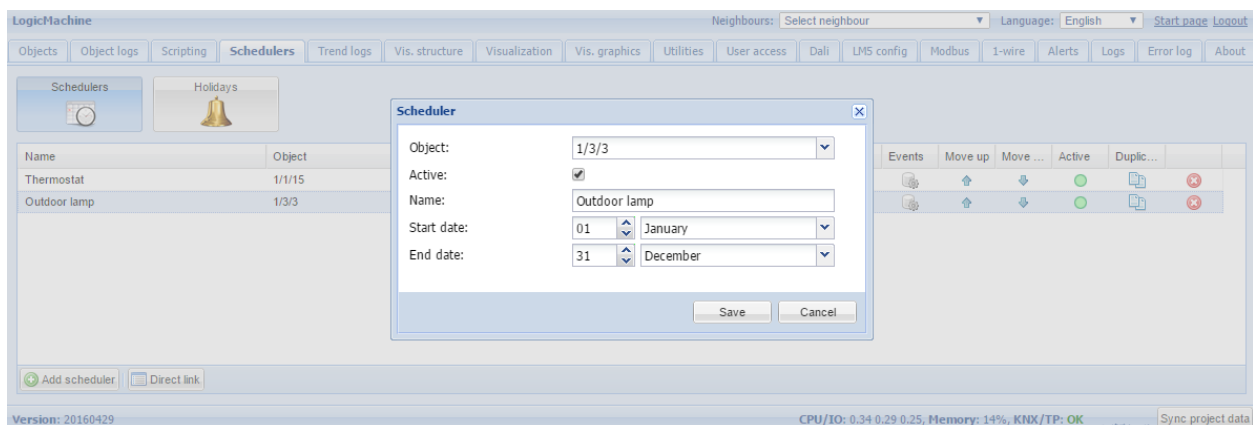 LogicMachine Neighbours: Select neighbour Language: English Start page Logout
Objects Object logs Scripting Schedulers Trend logs Vis. structure Visualization Vis. graphics Utilities User access Dali LM5 config Modbus 1-wire Alerts Logs Error log About
Schedulers Holidays
Scheduler
Object: 1/3/3
Active:
Name: Outdoor lamp
Start date: 01 January
End date: 31 December
Save Cancel
Name Object Events Move up Move ... Active Duplic...
Thermostat 1/1/15
Outdoor lamp 1/3/3
Add scheduler Direct link
Version: 20160429 CPU/IO: 0.34 0.29 0.25, Memory: 14%, KNX/TP: OK Sync project data